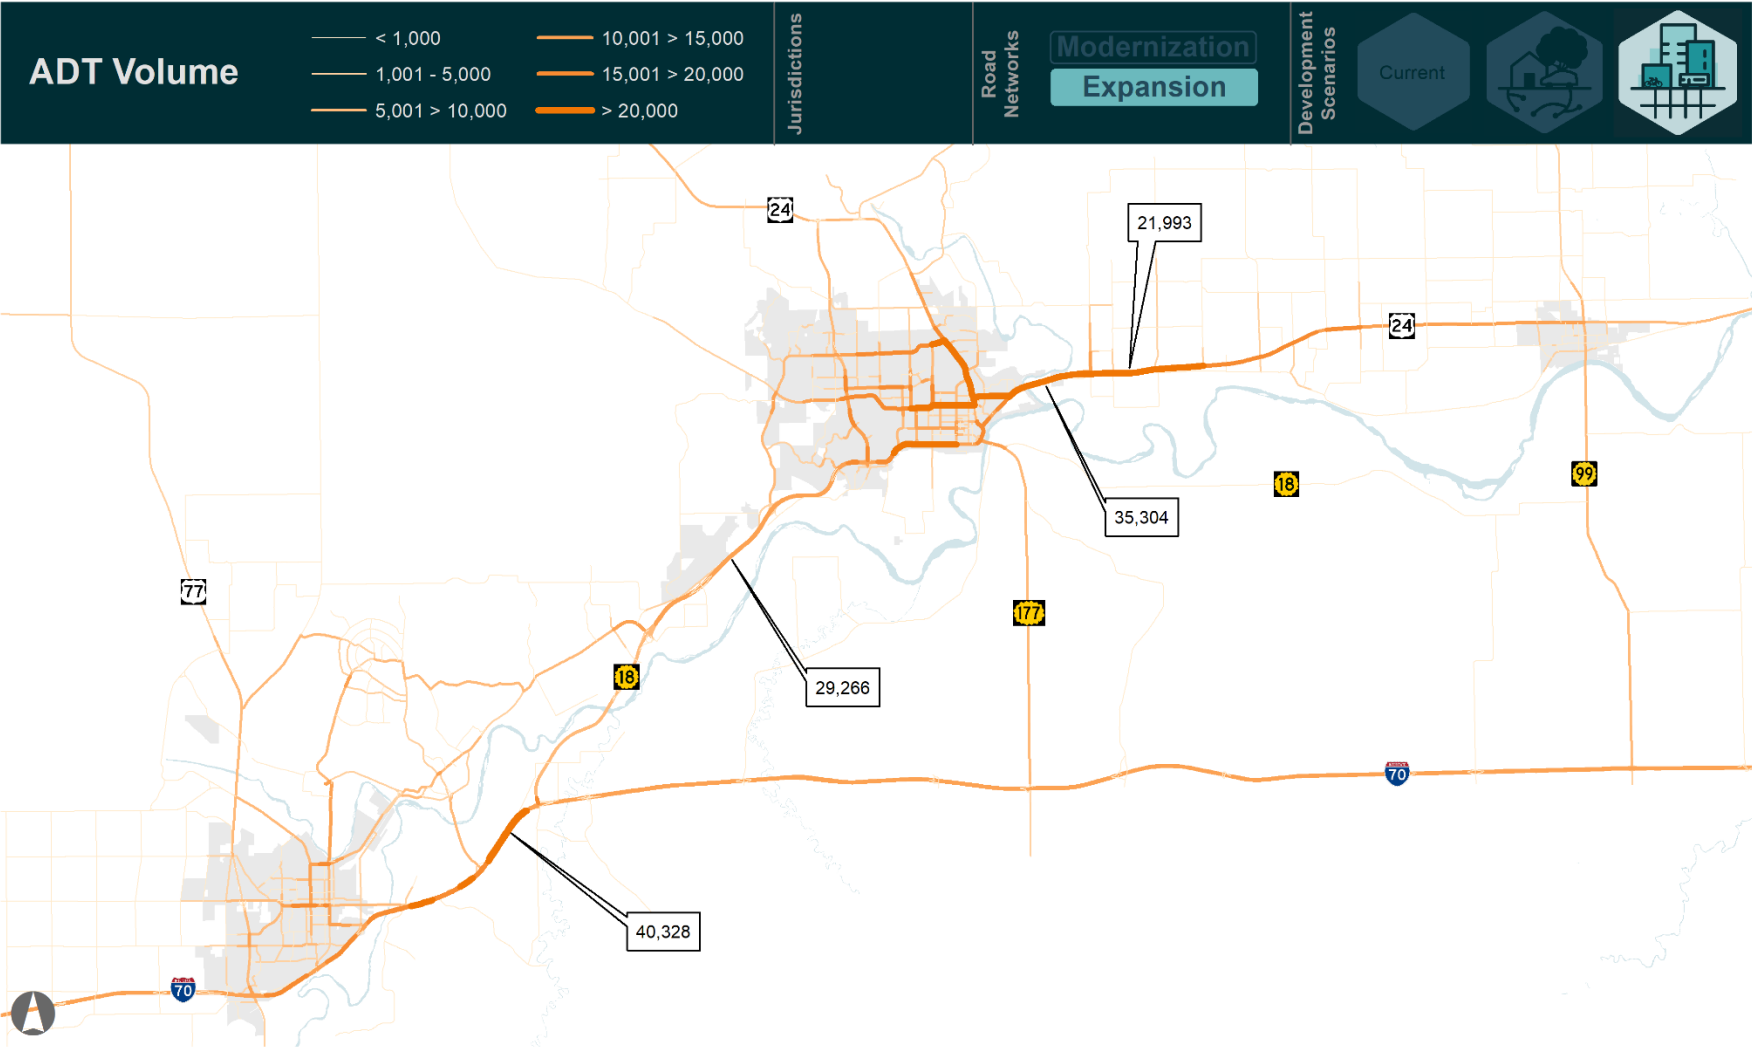 ADT Volume
< 1,000
1,001 - 5,000
5,001 > 10,000
10,001 > 15,000
15,001 > 20,000
> 20,000
Jurisdictions
Road
Networks
Modernization
Expansion
Development
Scenarios
Current
24
21,993
24
35,304
18
99
77
177
29,266
18
70
40,328
70